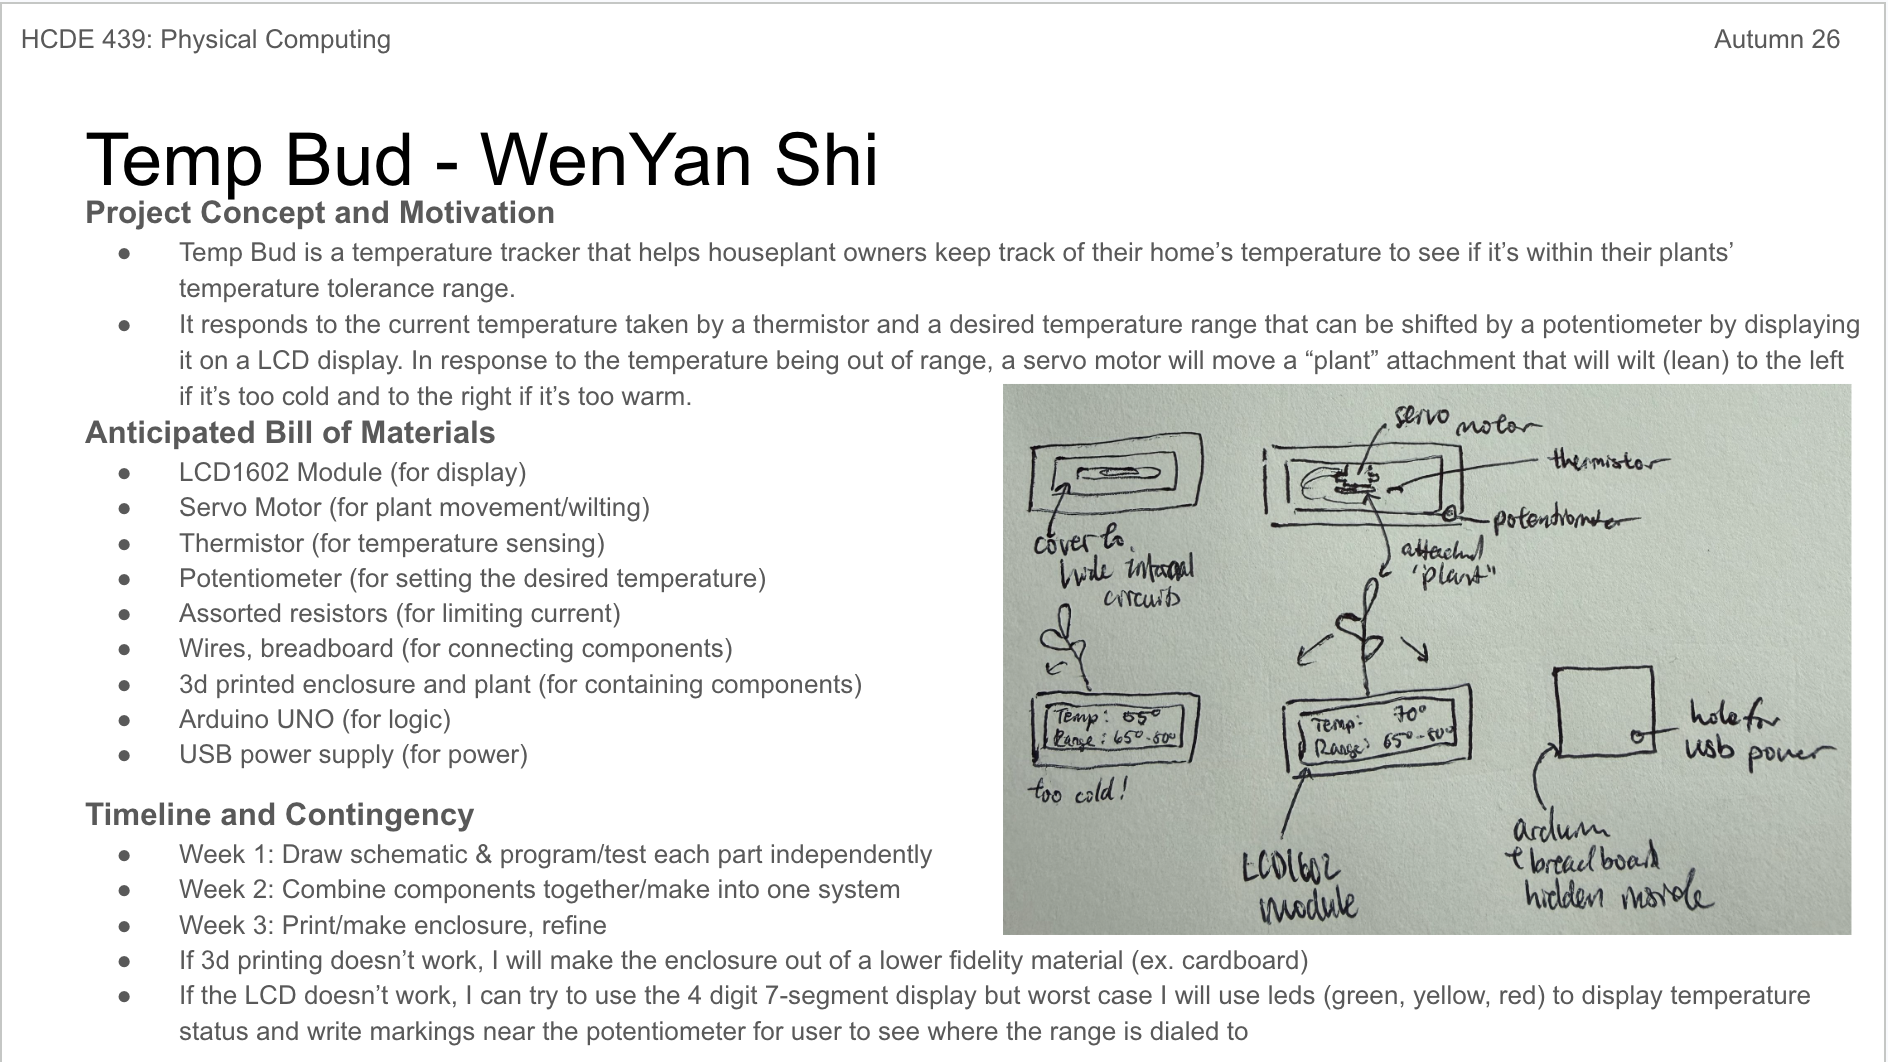 HCDE 439: Physical Computing
Autumn 26
Temp Bud - WenYan Shi
Project Concept and Motivation
● Temp Bud is a temperature tracker that helps houseplant owners keep track of their home’s temperature to see if it’s within their plants’
temperature tolerance range.
● It responds to the current temperature taken by a thermistor and a desired temperature range that can be shifted by a potentiometer by displaying
it on a LCD display. In response to the temperature being out of range, a servo motor will move a “plant” attachment that will wilt (lean) to the left
if it’s too cold and to the right if it’s too warm.
Anticipated Bill of Materials
● LCD1602 Module (for display)
● Servo Motor (for plant movement/wilting)
● Thermistor (for temperature sensing)
● Potentiometer (for setting the desired temperature)
● Assorted resistors (for limiting current)
● Wires, breadboard (for connecting components)
● 3d printed enclosure and plant (for containing components)
● Arduino UNO (for logic)
● USB power supply (for power)
Timeline and Contingency
● Week 1: Draw schematic & program/test each part independently
● Week 2: Combine components together/make into one system
● Week 3: Print/make enclosure, refine
● If 3d printing doesn’t work, I will make the enclosure out of a lower fidelity material (ex. cardboard)
● If the LCD doesn’t work, I can try to use the 4 digit 7-segment display but worst case I will use leds (green, yellow, red) to display temperature
status and write markings near the potentiometer for user to see where the range is dialed to
servo motor
thermistor
potentiometer
attached
"plant"
cover to
hide internal
circuits
Temp: 55°
Range: 65°-80°
too cold!
Temp: 70°
Range: 65°-80°
LCD1602
module
hole for
usb power
arduino
& breadboard
hidden inside